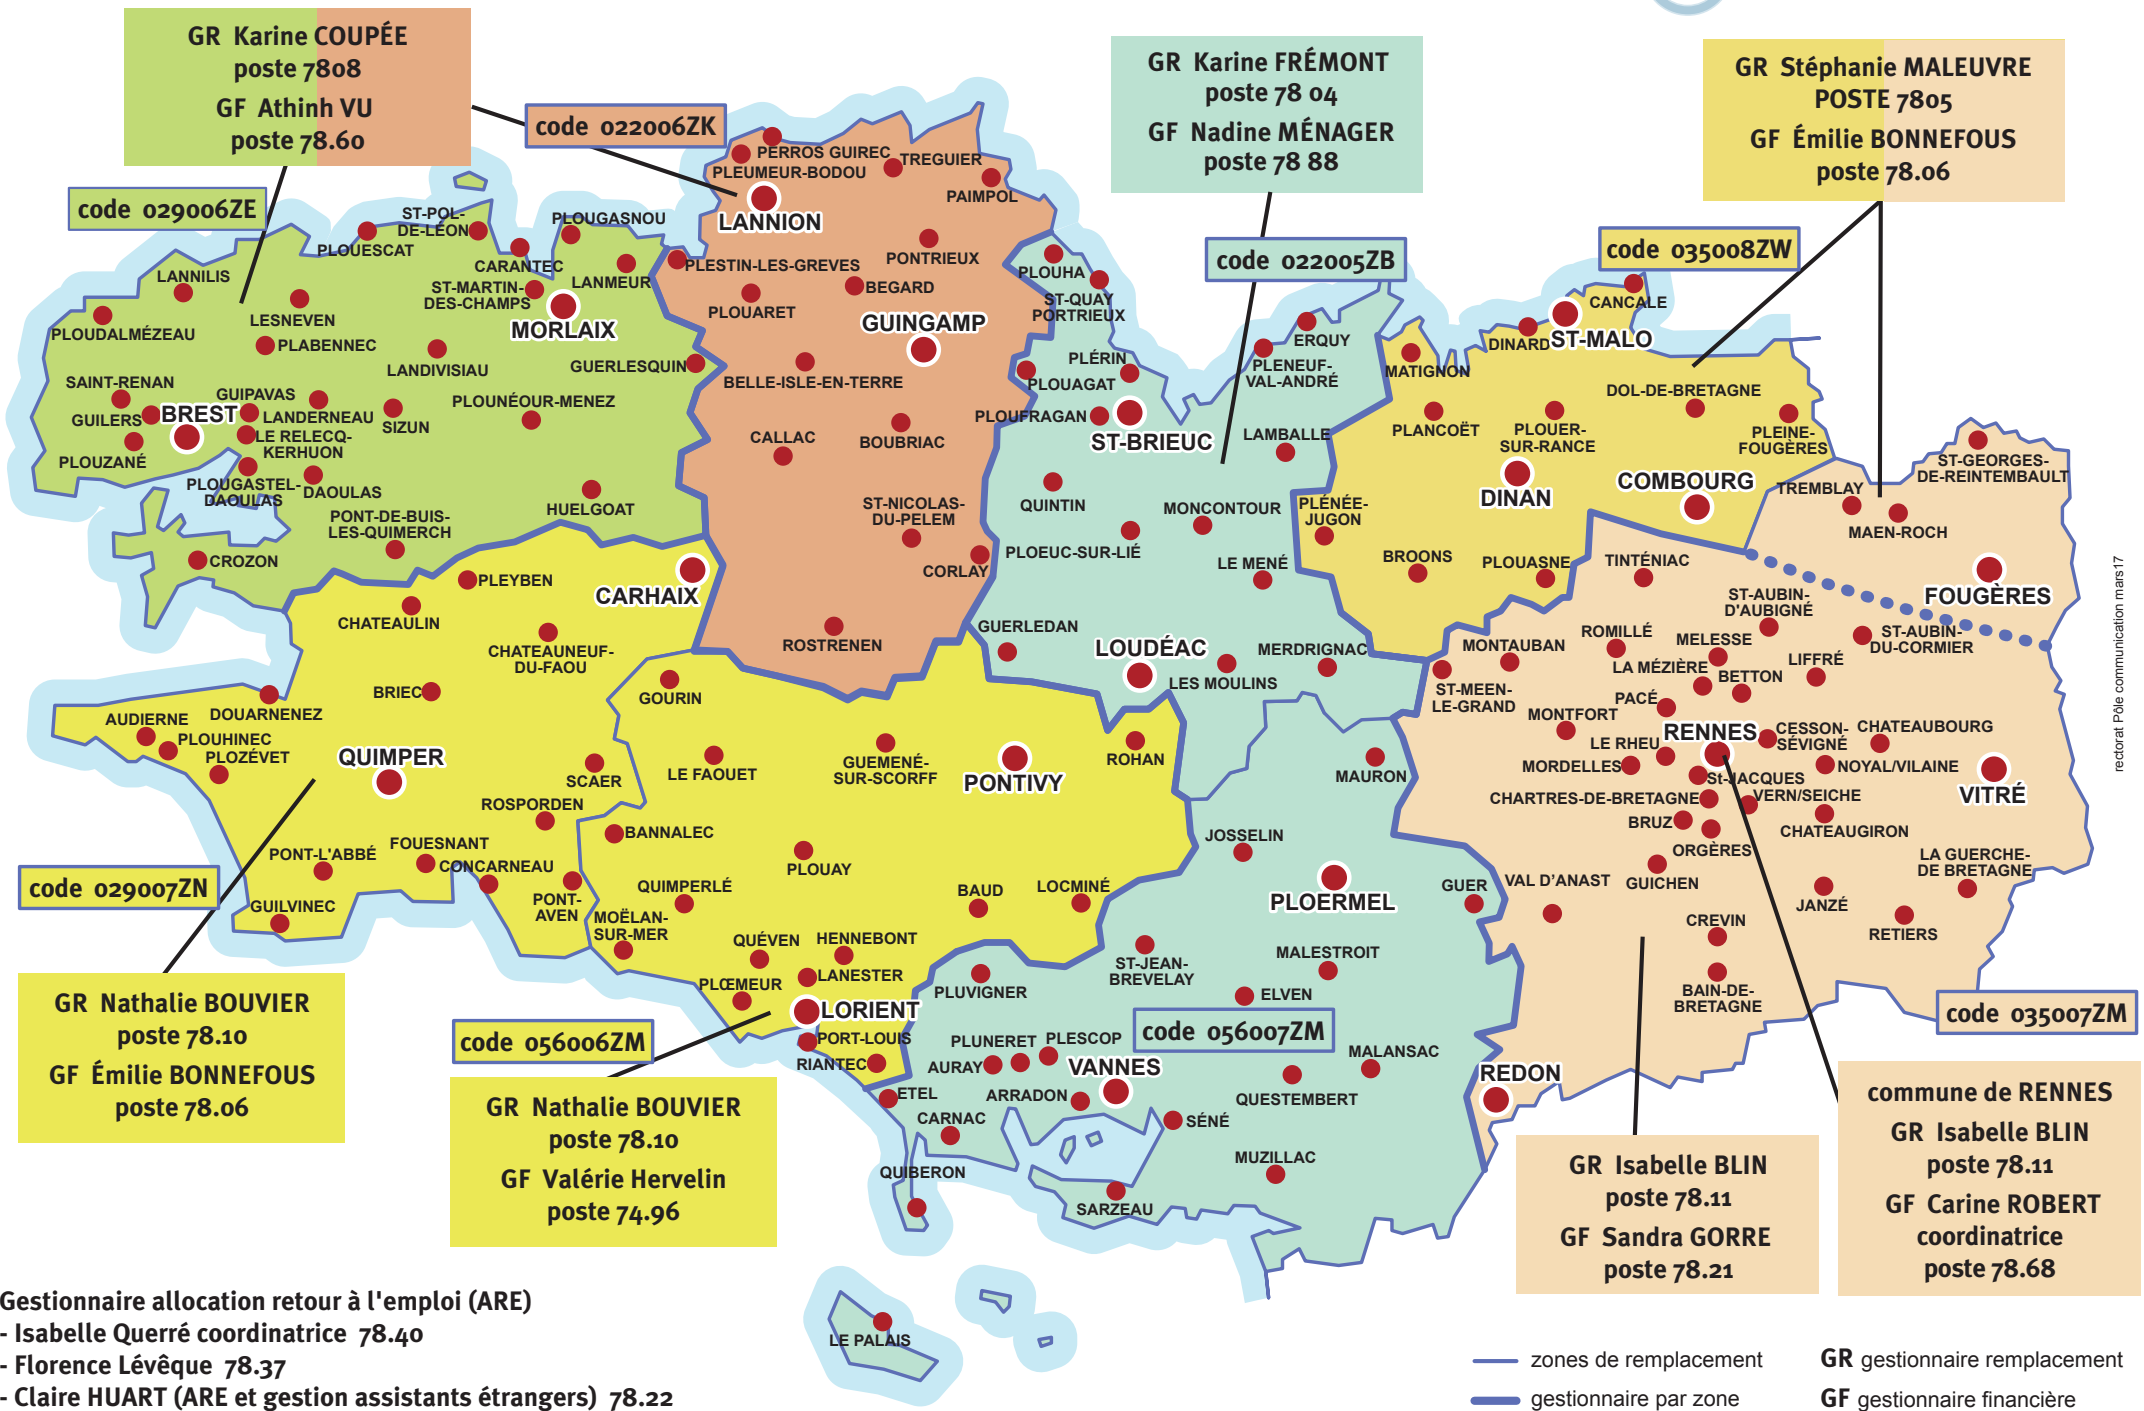 GR Karine COUPÉE
poste 7808
GF Athinh VU
poste 78.60
code 022006ZK
GR Karine FRÉMONT
poste 78 04
GF Nadine MÉNAGER
poste 78 88
GR Stéphanie MALEUVRE
POSTE 7805
GF Émilie BONNEFOUS
poste 78.06
code 029006ZE
code 022005ZB
code 035008ZW
PERROS GUIREC
PLEUMEUR-BODOU
TREGUIER
PAIMPOL
LANNION
PONTRIEUX
PLESTIN-LES-GREVES
BEGARD
PLOUARET
GUINGAMP
BELLE-ISLE-EN-TERRE
CALLAC
BOUBRIAC
ST-NICOLAS-
DU-PELEM
CORLAY
ROSTRENEN
PLOUESCAT
ST-POL-
DE-LÉON
CARANTEC
PLOUGASNOU
LANMEUR
ST-MARTIN-
DES-CHAMPS
MORLAIX
LANNILIS
PLOUDALMÉZEAU
LESNEVEN
PLABENNEC
LANDIVISIAU
GUERLESQUIN
SAINT-RENAN
GUILERS
BREST
GUIPAVAS
LANDERNEAU
LE RELECQ-
KERHUON
SIZUN
PLOUNÉOUR-MENEZ
PLOUZANÉ
PLOUGASTEL-
DAOULAS
DAOULAS
PONT-DE-BUIS-
LES-QUIMERCH
HUELGOAT
CROZON
PLOUHA
ST-QUAY
PORTRIEUX
ERQUY
PLENEUF-
VAL-ANDRÉ
PLÉRIN
PLOUAGAT
PLOUFRAGAN
ST-BRIEUC
LAMBALLE
QUINTIN
MONCONTOUR
PLOEUC-SUR-LIÉ
LE MENÉ
GUERLEDAN
LOUDÉAC
LES MOULINS
MERDRIGNAC
CANCALE
DINARD
ST-MALO
MATIGNON
DOL-DE-BRETAGNE
PLANCOËT
PLOUER-
SUR-RANCE
PLEINE-
FOUGÈRES
DINAN
COMBOURG
PLÉNÉE-
JUGON
BROONS
PLOUASNE
ST-GEORGES-
DE-REINTEMBAULT
TREMBLAY
MAEN-ROCH
TINTÉNIAC
FOUGÈRES
ST-AUBIN-
D'AUBIGNÉ
ST-AUBIN-
DU-CORMIER
ROMILLÉ
MELESSE
MONTAUBAN
LA MÉZIÈRE
BETTON
LIFFRÉ
ST-MEEN-
LE-GRAND
PACÉ
MONTFORT
RENNES
CESSON-
SÉVIGNÉ
CHATEAUBOURG
LE RHEU
MORDELLES
NOYAL/VILAINE
St-JACQUES
VITRÉ
CHARTRES-DE-BRETAGNE
VERN/SEICHE
BRUZ
CHATEAUGIRON
ORGÈRES
LA GUERCHE-
DE BRETAGNE
GUICHEN
VAL D'ANAST
JANZÉ
CREVIN
RETIERS
BAIN-DE-
BRETAGNE
REDON
code 035007ZM
PLEYBEN
CARHAIX
CHATEAULIN
CHATEAUNEUF-
DU-FAOU
BRIEC
DOUARNENEZ
AUDIERNE
PLOUHINEC
PLOZÉVET
QUIMPER
SCAER
ROSPORDEN
FOUESNANT
PONT-L'ABBÉ
CONCARNEAU
PONT-
AVEN
GUILVINEC
code 029007ZN
GOURIN
LE FAOUET
GUEMENÉ-
SUR-SCORFF
PONTIVY
ROHAN
BANNALEC
PLOUAY
QUIMPERLÉ
BAUD
LOCMINÉ
MOËLAN-
SUR-MER
QUÉVEN
HENNEBONT
LANESTER
PLŒMEUR
LORIENT
PORT-LOUIS
RIANTEC
code 056006ZM
MAURON
JOSSELIN
PLOERMEL
GUER
ST-JEAN-
BREVELAY
MALESTROIT
ELVEN
PLUVIGNER
code 056007ZM
PLUNERET
PLESCOP
AURAY
VANNES
MALANSAC
ARRADON
QUESTEMBERT
ETEL
CARNAC
SÉNÉ
MUZILLAC
QUIBERON
SARZEAU
LE PALAIS
GR Nathalie BOUVIER
poste 78.10
GF Émilie BONNEFOUS
poste 78.06
GR Nathalie BOUVIER
poste 78.10
GF Valérie Hervelin
poste 74.96
GR Isabelle BLIN
poste 78.11
GF Sandra GORRE
poste 78.21
commune de RENNES
GR Isabelle BLIN
poste 78.11
GF Carine ROBERT
coordinatrice
poste 78.68
rectorat Pôle communication mars17
Gestionnaire allocation retour à l'emploi (ARE)
- Isabelle Querré coordinatrice 78.40
- Florence Lévêque 78.37
- Claire HUART (ARE et gestion assistants étrangers) 78.22
zones de remplacement
gestionnaire par zone
GR gestionnaire remplacement
GF gestionnaire financière